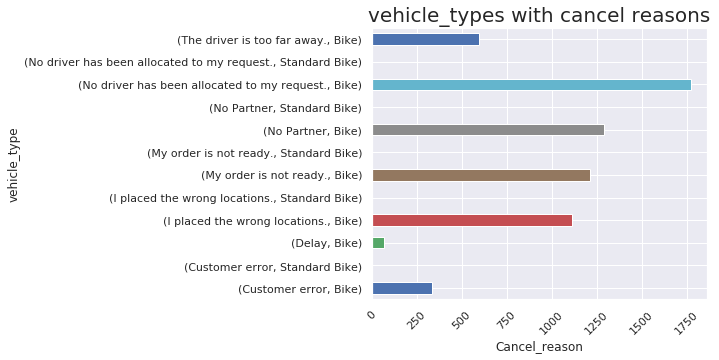 vehicle_types with cancel reasons
(The driver is too far away., Bike)
(No driver has been allocated to my request., Standard Bike)
(No driver has been allocated to my request., Bike)
(No Partner, Standard Bike)
(No Partner, Bike)
(My order is not ready., Standard Bike)
(My order is not ready., Bike)
(I placed the wrong locations., Standard Bike)
(I placed the wrong locations., Bike)
(Delay, Bike)
(Customer error, Standard Bike)
(Customer error, Bike)
vehicle_type
0 250 500 750 1000 1250 1500 1750
Cancel_reason